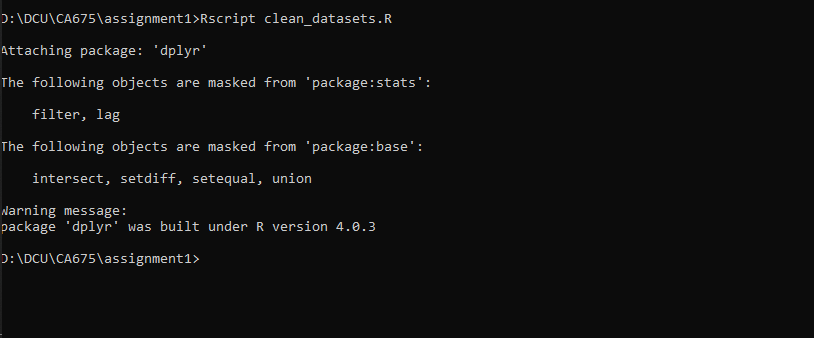 D:\DCU\CA675\assignment1>Rscript clean_datasets.R
Attaching package: 'dplyr'
The following objects are masked from 'package:stats':
filter, lag
The following objects are masked from 'package:base':
intersect, setdiff, setequal, union
Warning message:
package 'dplyr' was built under R version 4.0.3
D:\DCU\CA675\assignment1>